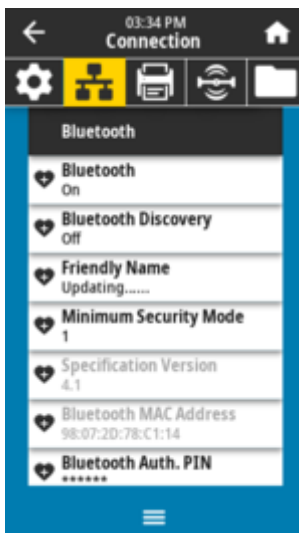 03:34 PM
Connection
Bluetooth
Bluetooth
On
Bluetooth Discovery
Off
Friendly Name
Updating......
Minimum Security Mode
1
Specification Version
4.1
Bluetooth MAC Address
98:07:2D:78:C1:14
Bluetooth Auth. PIN
******